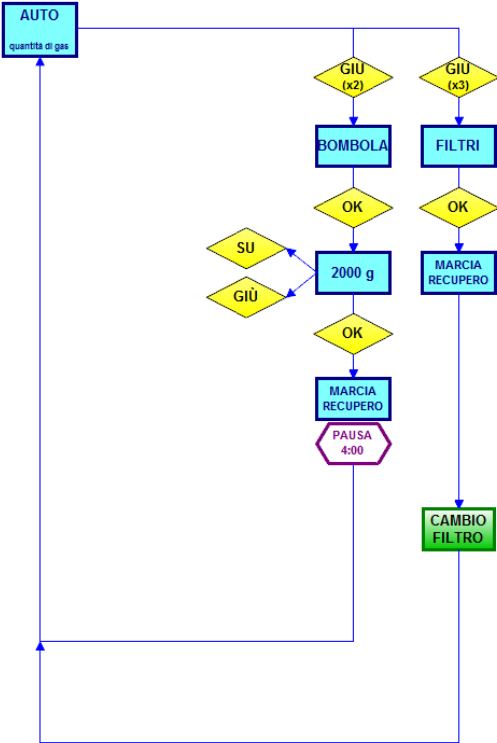 AUTO
quantità di gas
GIÙ
(x2)
GIÙ
(x3)
BOMBOLA
FILTRI
OK
OK
SU
2000 g
MARCIA
RECUPERO
GIÙ
OK
MARCIA
RECUPERO
PAUSA
4:00
CAMBIO
FILTRO